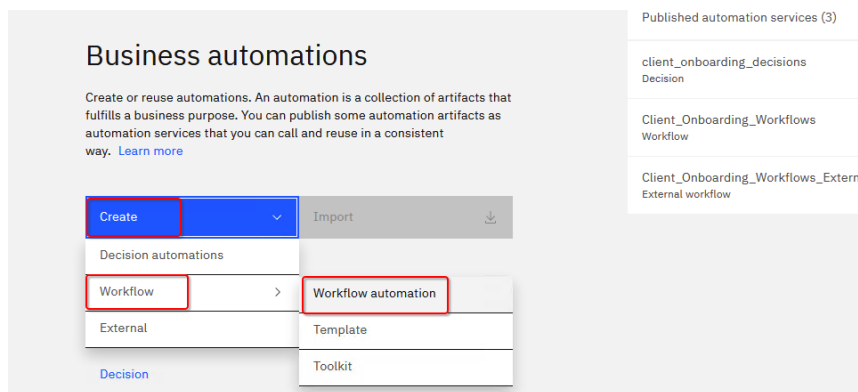 Business automations
Create or reuse automations. An automation is a collection of artifacts that
fulfills a business purpose. You can publish some automation artifacts as
automation services that you can call and reuse in a consistent
way. Learn more
Create
Import
Decision automations
Workflow
Workflow automation
External
Template
Toolkit
Decision
Published automation services (3)
client_onboarding_decisions
Decision
Client_Onboarding_Workflows
Workflow
Client_Onboarding_Workflows_Extern
External workflow